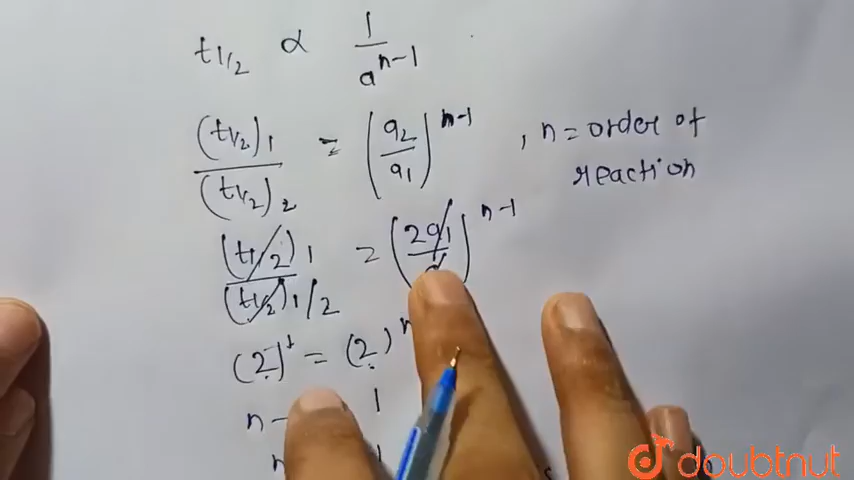 t1/2 ∝ 1/a^(n-1)
(t1/2)1 / (t1/2)2 = (a2/a1)^(n-1) , n = order of reaction
(t1/2)1 / (t1/2)1/2 = (2a1/a1)^(n-1)
(2)^1 = (2)^n
n - 1
n 1
doubtnut